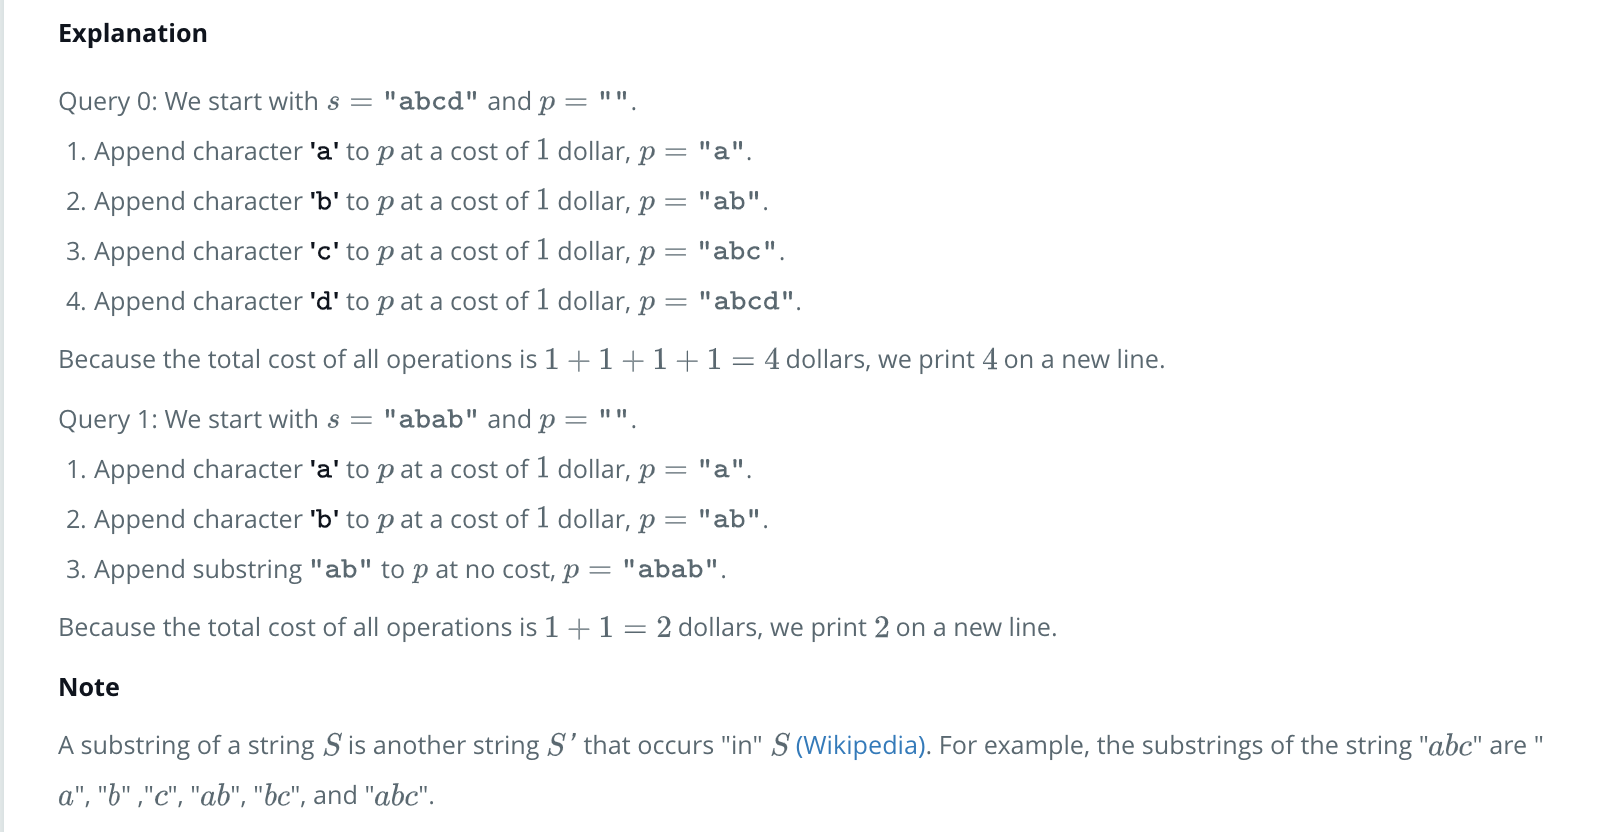 Explanation
Query 0: We start with s = "abcd" and p = "".
1. Append character 'a' to p at a cost of 1 dollar, p = "a".
2. Append character 'b' to p at a cost of 1 dollar, p = "ab".
3. Append character 'c' to p at a cost of 1 dollar, p = "abc".
4. Append character 'd' to p at a cost of 1 dollar, p = "abcd".
Because the total cost of all operations is 1 + 1 + 1 + 1 = 4 dollars, we print 4 on a new line.
Query 1: We start with s = "abab" and p = "".
1. Append character 'a' to p at a cost of 1 dollar, p = "a".
2. Append character 'b' to p at a cost of 1 dollar, p = "ab".
3. Append substring "ab" to p at no cost, p = "abab".
Because the total cost of all operations is 1 + 1 = 2 dollars, we print 2 on a new line.
Note
A substring of a string S is another string S' that occurs "in" S (Wikipedia). For example, the substrings of the string "abc" are "
a", "b" ,"c", "ab", "bc", and "abc".